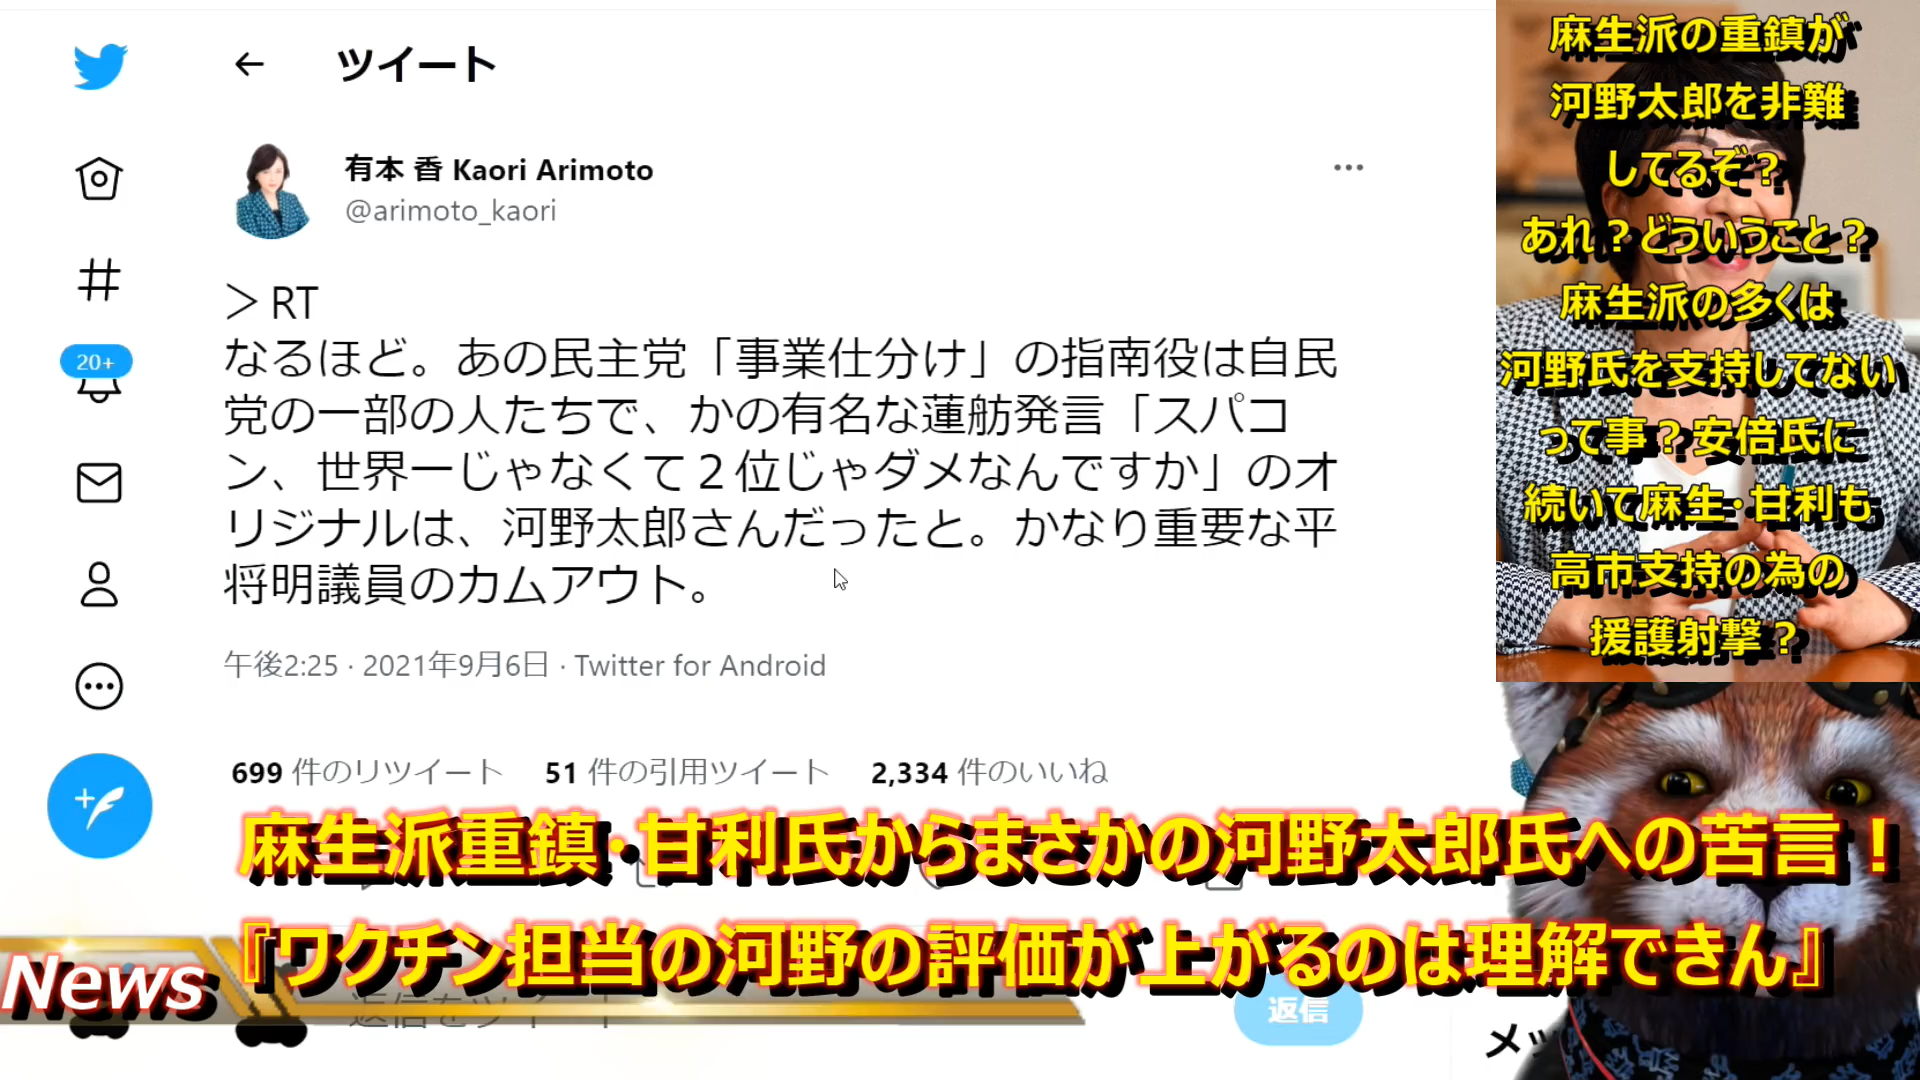 ツイート
有本 香 Kaori Arimoto
@arimoto_kaori
＞RT
なるほど。あの民主党「事業仕分け」の指南役は自民
党の一部の人たちで、かの有名な蓮舫発言「スパコ
ン、世界一じゃなくて２位じゃダメなんですか」のオ
リジナルは、河野太郎さんだったと。かなり重要な平
将明議員のカムアウト。
午後2:25 · 2021年9月6日 · Twitter for Android
699 件のリツイート 51 件の引用ツイート 2,334 件のいいね
20+
麻生派の重鎮が
河野太郎を非難
してるぞ？
あれ？どういうこと？
麻生派の多くは
河野氏を支持してない
って事？安倍氏に
続いて麻生・甘利も
高市支持の為の
援護射撃？
麻生派重鎮・甘利氏からまさかの河野太郎氏への苦言！
『ワクチン担当の河野の評価が上がるのは理解できん』
News
返信をツイート
返信
メッ